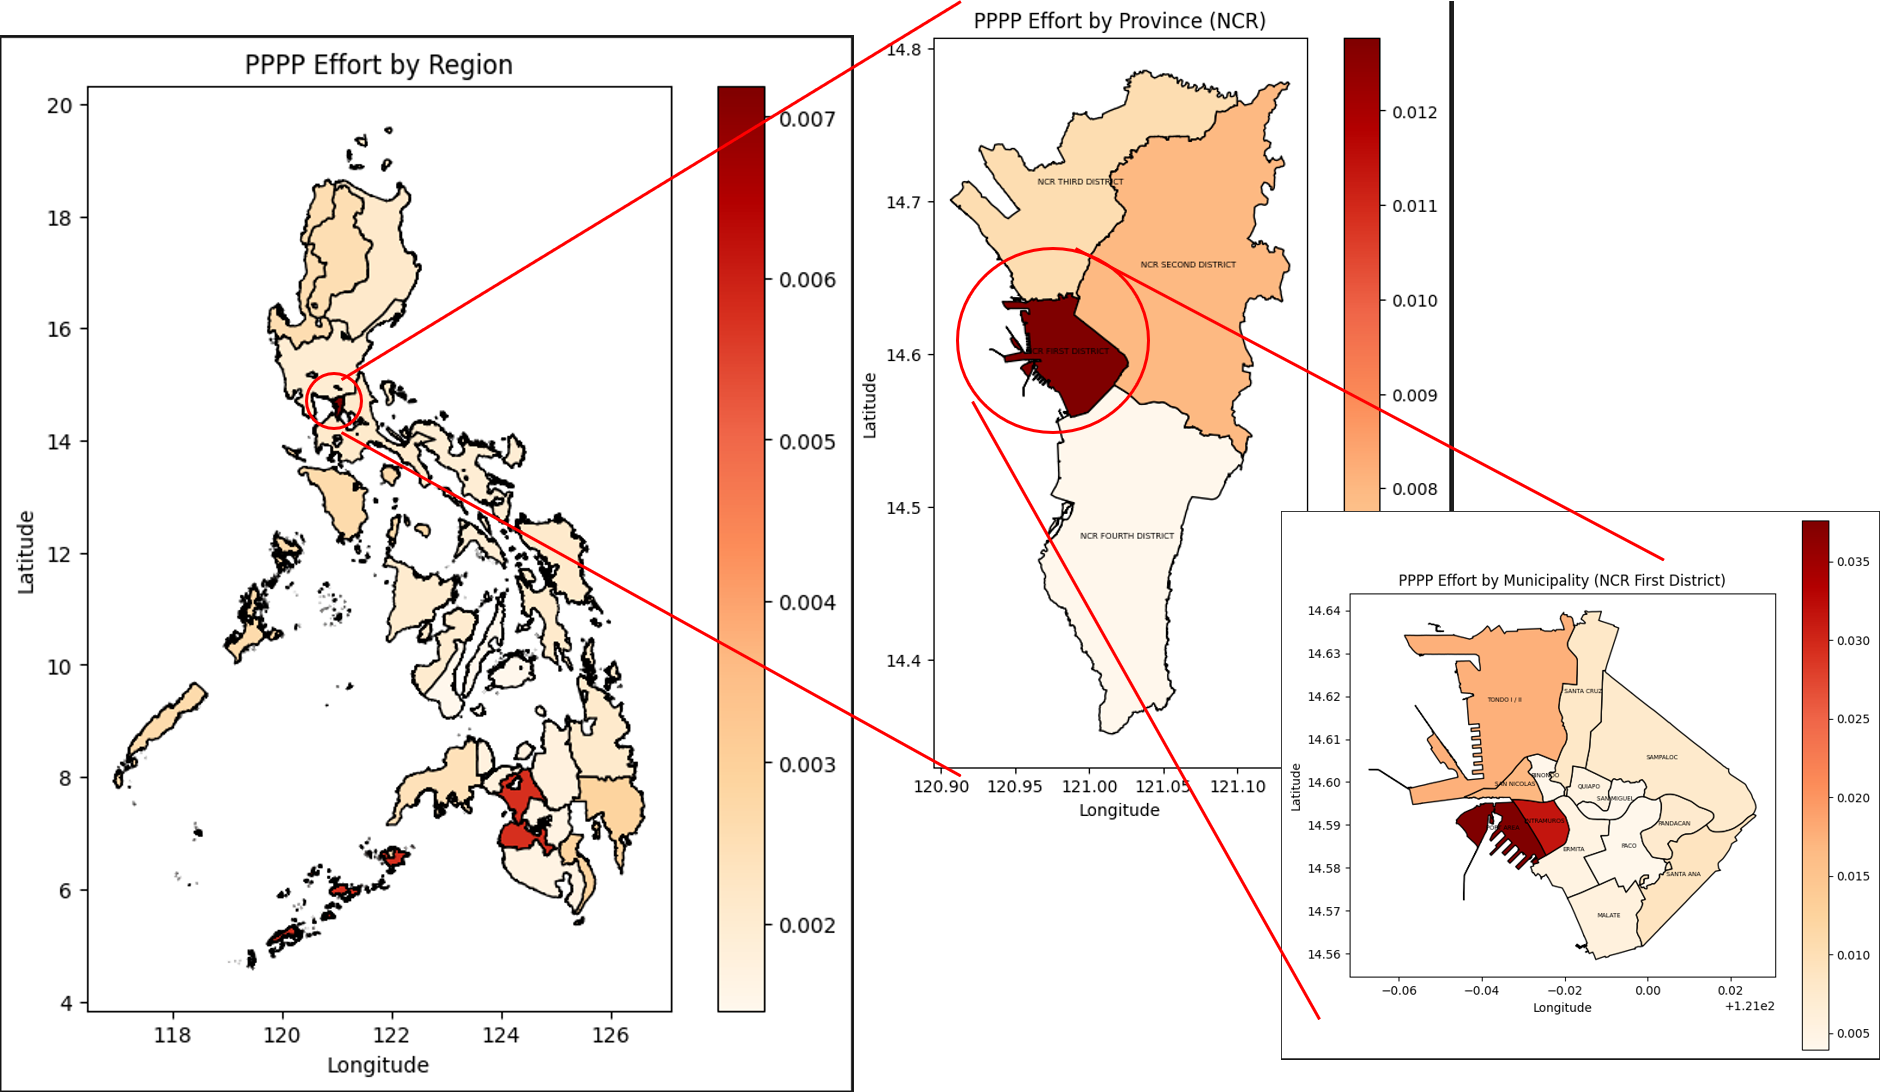 PPPP Effort by Region
20
18
16
14
12
10
8
6
4
Latitude
118
120
122
124
126
Longitude
0.007
0.006
0.005
0.004
0.003
0.002
PPPP Effort by Province (NCR)
14.8
14.7
14.6
14.5
14.4
Latitude
NCR THIRD DISTRICT
NCR SECOND DISTRICT
NCR FIRST DISTRICT
NCR FOURTH DISTRICT
120.90
120.95
121.00
121.05
121.10
Longitude
0.012
0.011
0.010
0.009
0.008
PPPP Effort by Municipality (NCR First District)
14.64
14.63
14.62
14.61
14.60
14.59
14.58
14.57
14.56
Latitude
TONDO I / II
SANTA CRUZ
SAMPALOC
BINONDO
SAN NICOLAS
QUIAPO
SAN MIGUEL
PORT AREA
INTRAMUROS
PANDACAN
ERMITA
PACO
SANTA ANA
MALATE
−0.06
−0.04
−0.02
0.00
0.02
+1.21e2
Longitude
0.035
0.030
0.025
0.020
0.015
0.010
0.005